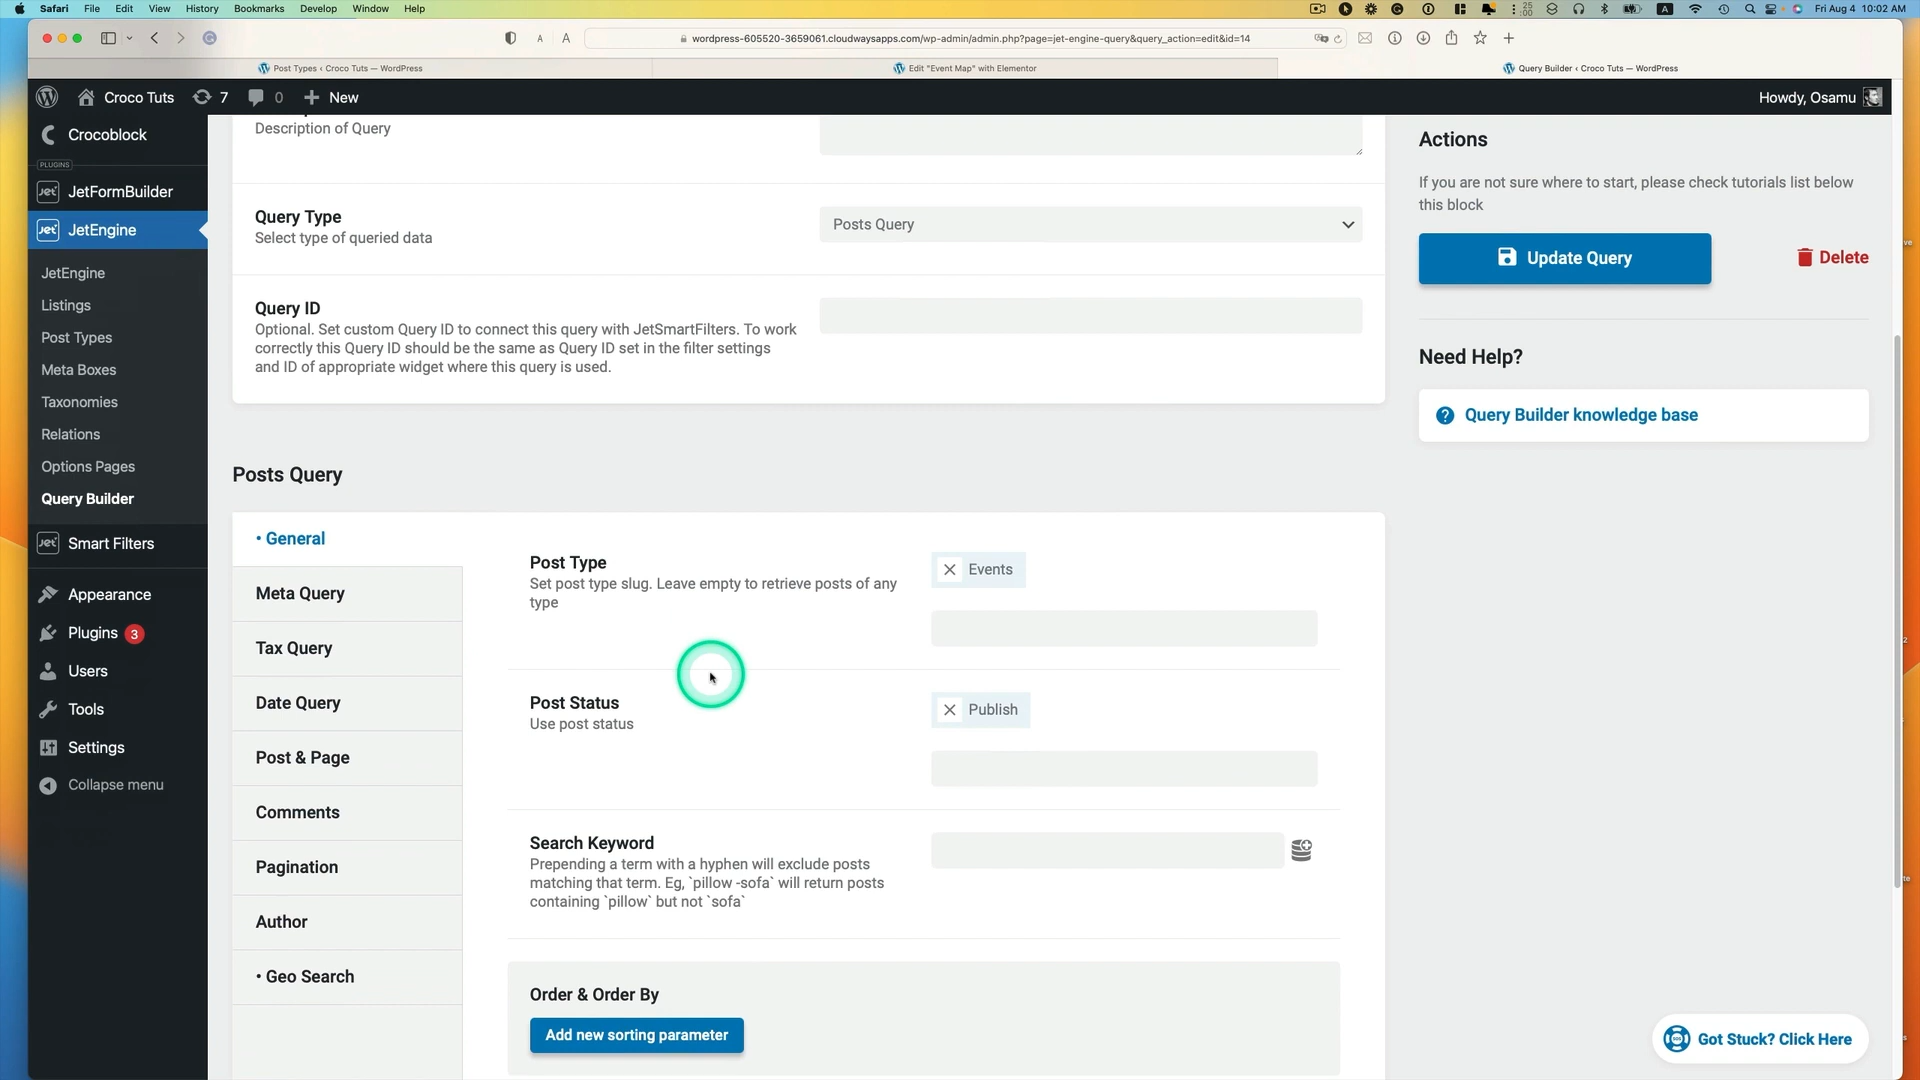 Safari File Edit View History Bookmarks Develop Window Help
25
:00
A
Fri Aug 4 10:02 AM
A A
wordpress-605520-3659061.cloudwaysapps.com/wp-admin/admin.php?page=jet-engine-query&query_action=edit&id=14
Post Types ‹ Croco Tuts — WordPress
Edit "Event Map" with Elementor
Query Builder ‹ Croco Tuts — WordPress
Croco Tuts 7 0 New
Howdy, Osamu
Crocoblock
PLUGINS
Jet JetFormBuilder
Jet JetEngine
JetEngine
Listings
Post Types
Meta Boxes
Taxonomies
Relations
Options Pages
Query Builder
Jet Smart Filters
Appearance
Plugins 3
Users
Tools
Settings
Collapse menu
Description of Query
Query Type
Select type of queried data
Posts Query
Query ID
Optional. Set custom Query ID to connect this query with JetSmartFilters. To work
correctly this Query ID should be the same as Query ID set in the filter settings
and ID of appropriate widget where this query is used.
Posts Query
• General
Meta Query
Tax Query
Date Query
Post & Page
Comments
Pagination
Author
• Geo Search
Post Type
Set post type slug. Leave empty to retrieve posts of any
type
Events
Post Status
Use post status
Publish
Search Keyword
Prepending a term with a hyphen will exclude posts
matching that term. Eg, `pillow -sofa` will return posts
containing `pillow` but not `sofa`
Order & Order By
Add new sorting parameter
Actions
If you are not sure where to start, please check tutorials list below
this block
Update Query
Delete
Need Help?
Query Builder knowledge base
Got Stuck? Click Here